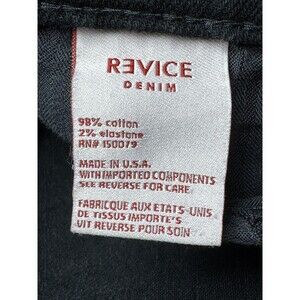 REVICE
DENIM
98% cotton
2% elastane
RN# 150079
MADE IN U.S.A.
WITH IMPORTED COMPONENTS
SEE REVERSE FOR CARE
FABRIQUE AUX ETATS-UNIS
DE TISSUS IMPORTE'S
VIT REVERSE POUR SOIN